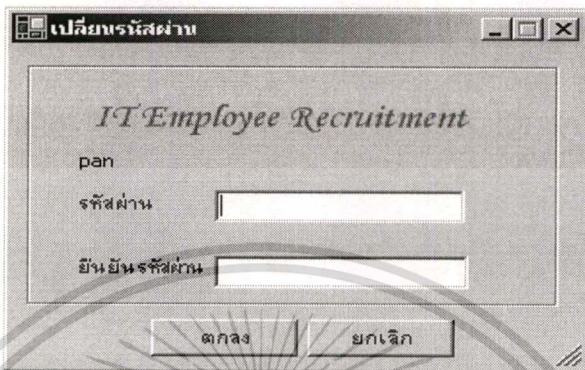 เปลี่ยนรหัสผ่าน
IT Employee Recruitment
pan
รหัสผ่าน
ยืนยันรหัสผ่าน
ตกลง ยกเลิก